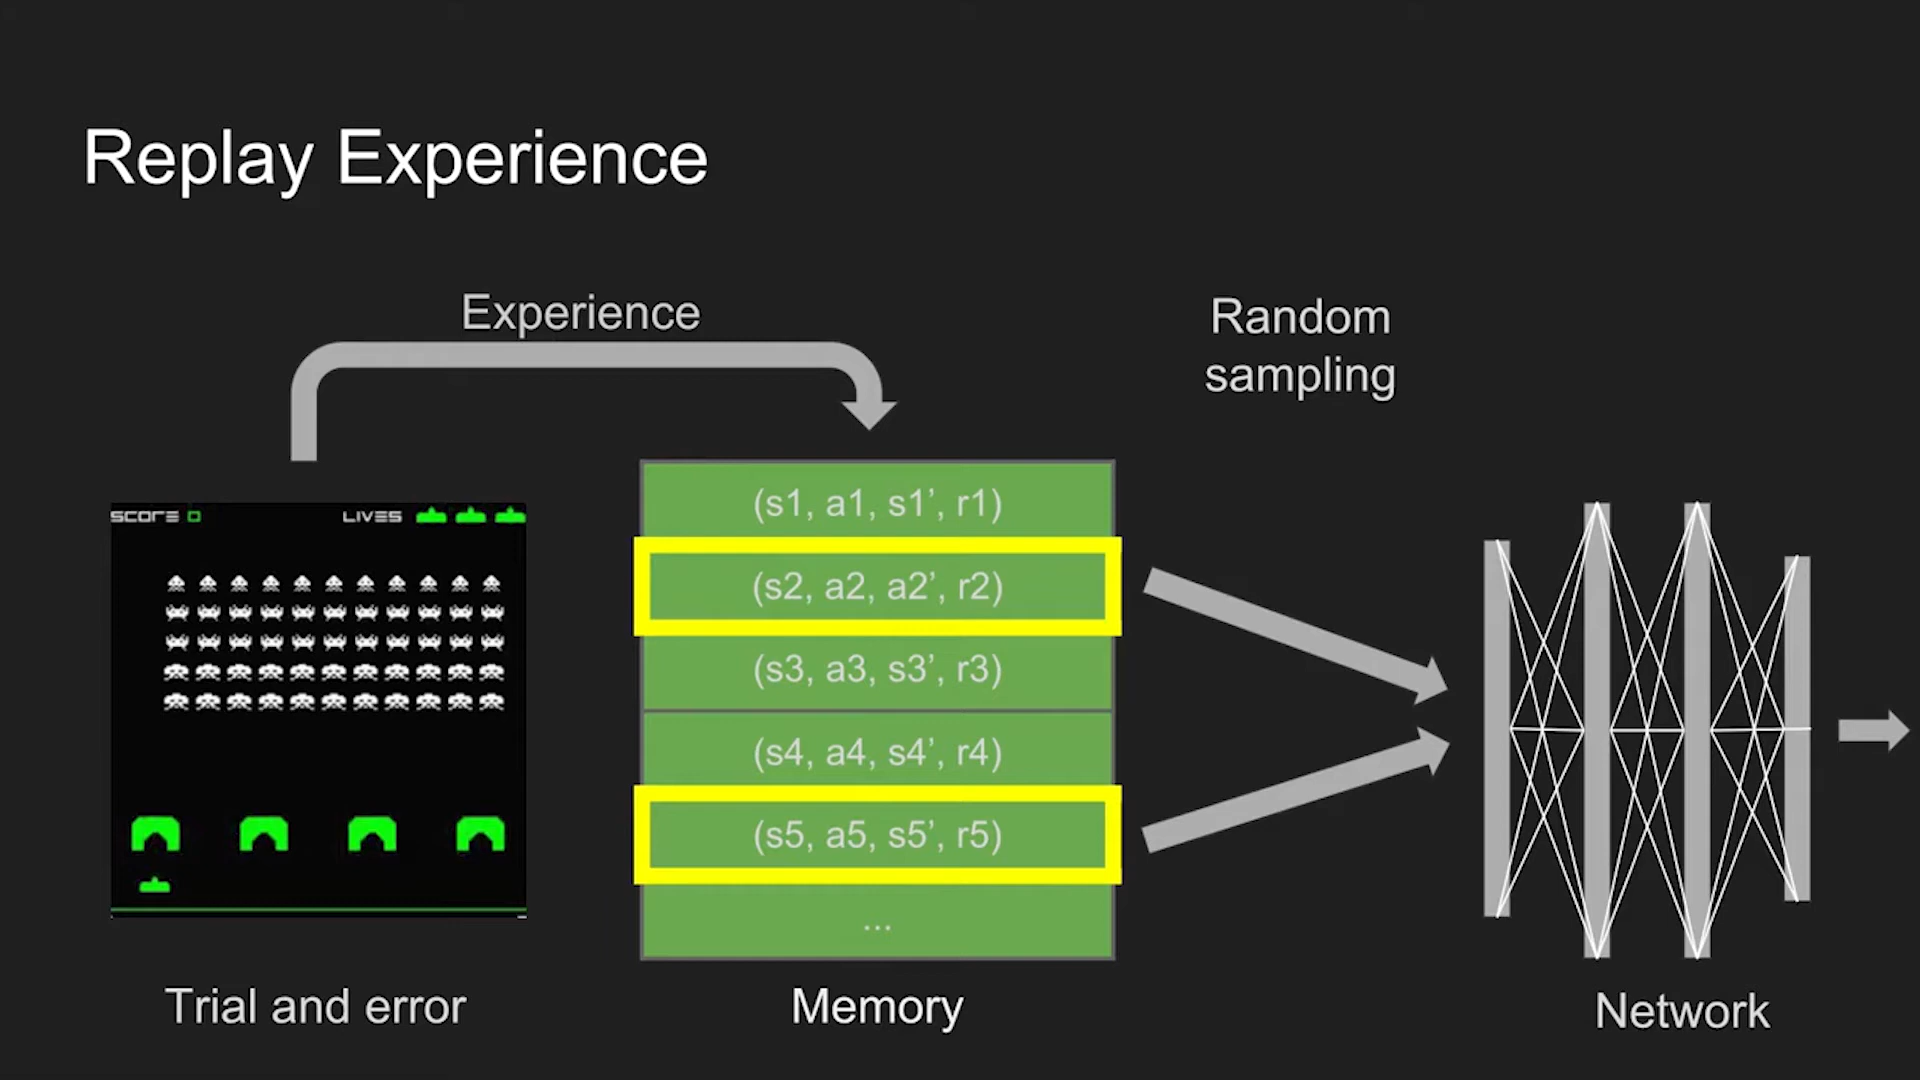 Replay Experience
Experience
Random
sampling
SCORE 0 LIVES
(s1, a1, s1’, r1)
(s2, a2, a2’, r2)
(s3, a3, s3’, r3)
(s4, a4, s4’, r4)
(s5, a5, s5’, r5)
...
Trial and error
Memory
Network